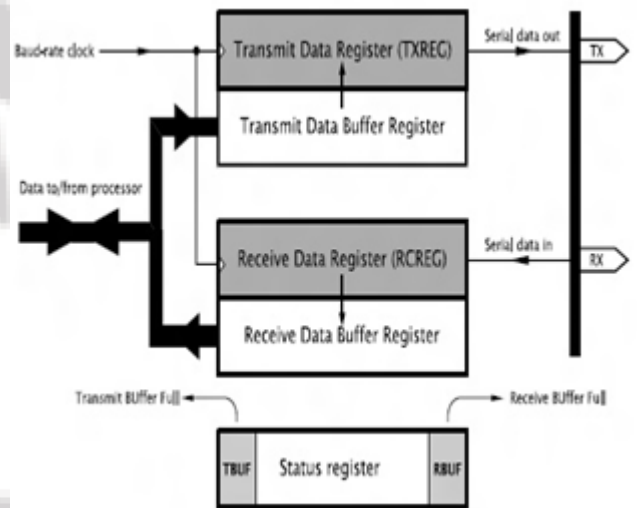 Serial data out
Baud-rate clock
Transmit Data Register (TXREG)
TX
Transmit Data Buffer Register
Data to/from processor
Serial data in
Receive Data Register (RCREG)
RX
Receive Data Buffer Register
Transmit BUffer Full
Receive BUffer Full
TBUF
Status register
RBUF